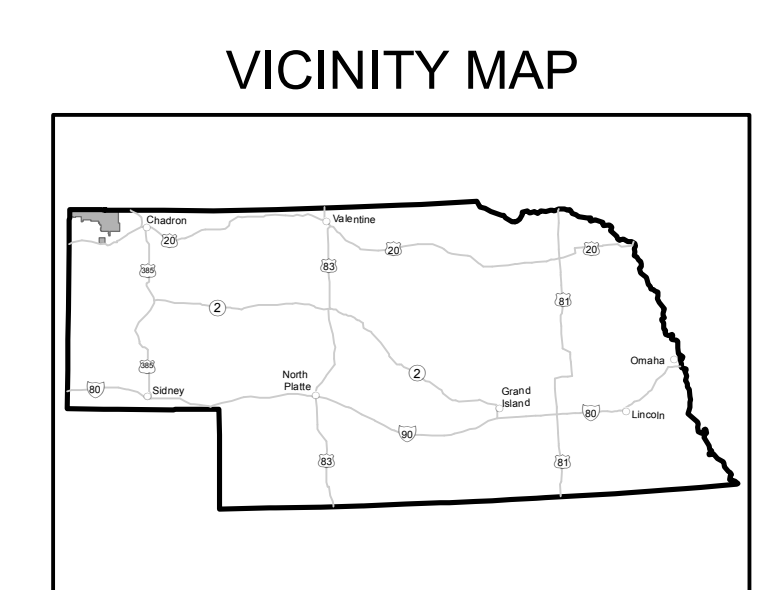 VICINITY MAP
Chadron
Valentine
20
20
20
385
83
81
2
385
2
80
Sidney
North
Platte
Omaha
Grand
Island
80
Lincoln
90
83
81